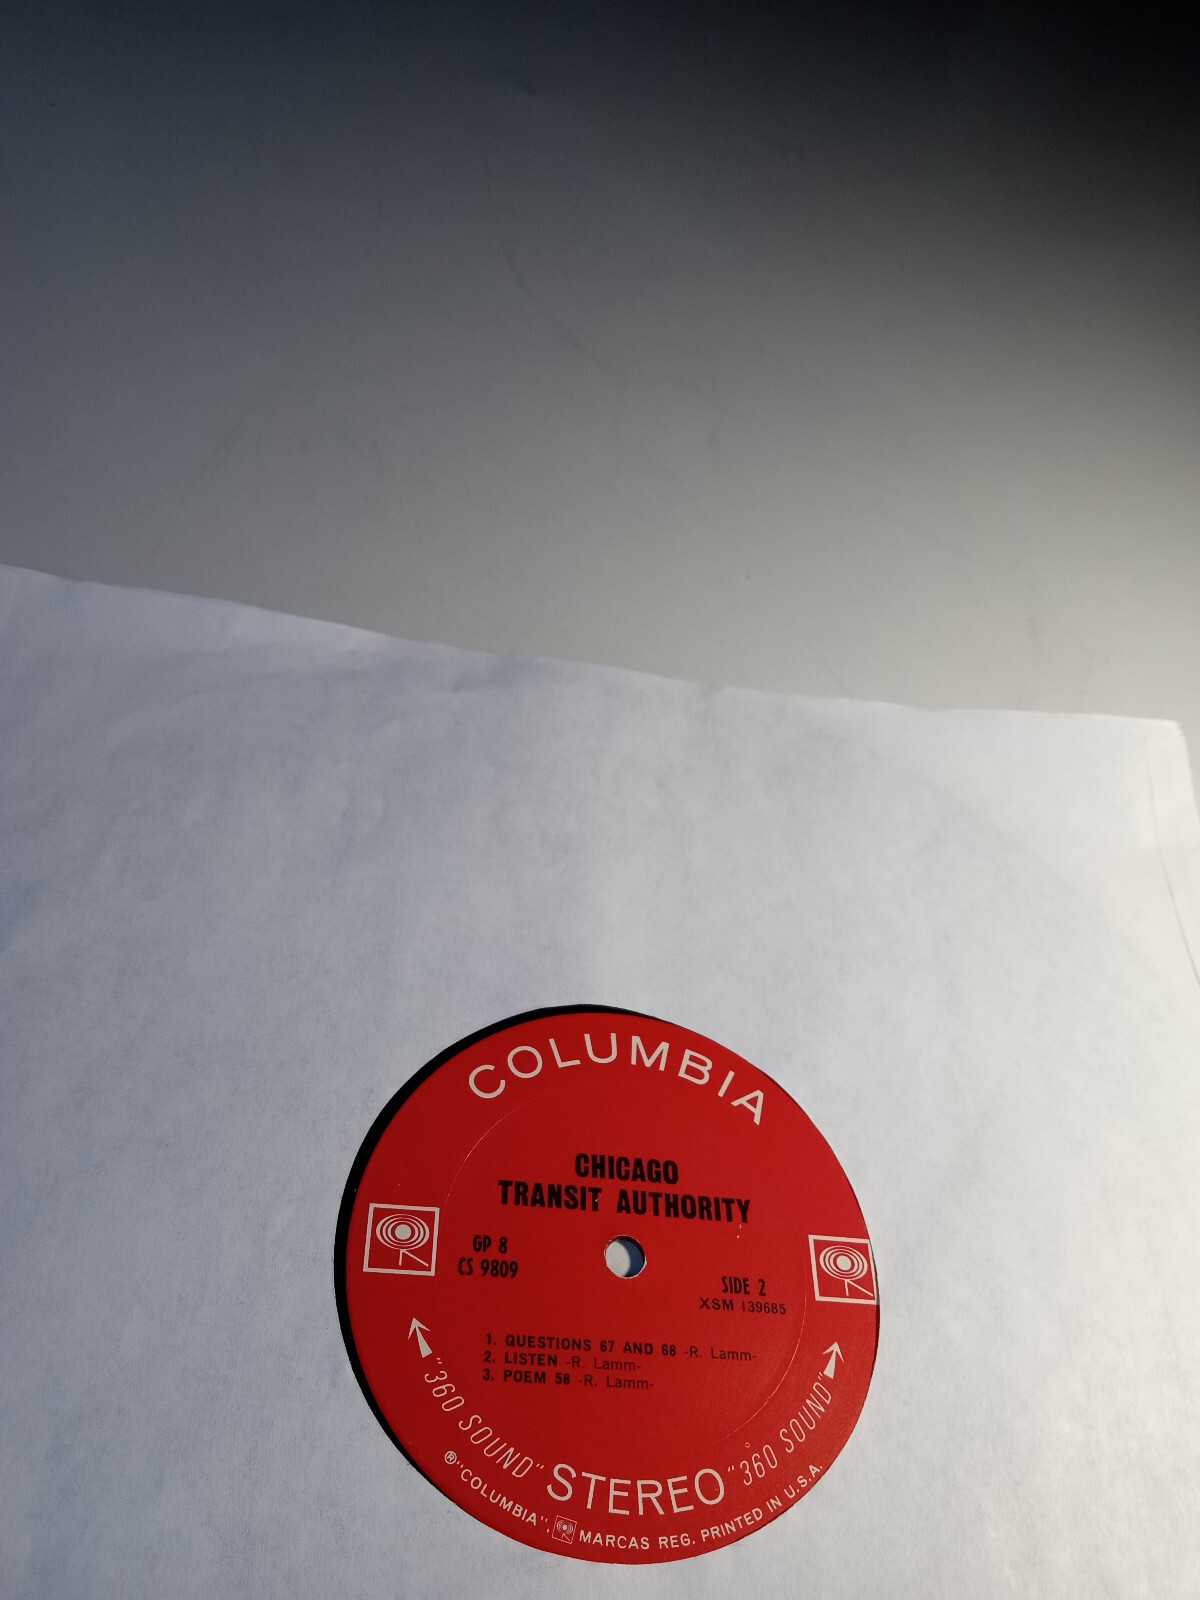 COLUMBIA
CHICAGO
TRANSIT AUTHORITY
GP 8
CS 9809
SIDE 2
XSM 139685
1. QUESTIONS 67 AND 68 -R. Lamm-
2. LISTEN -R. Lamm-
3. POEM 58 -R. Lamm-
"360 SOUND" STEREO "360 SOUND"
® "COLUMBIA", MARCAS REG. PRINTED IN U.S.A.